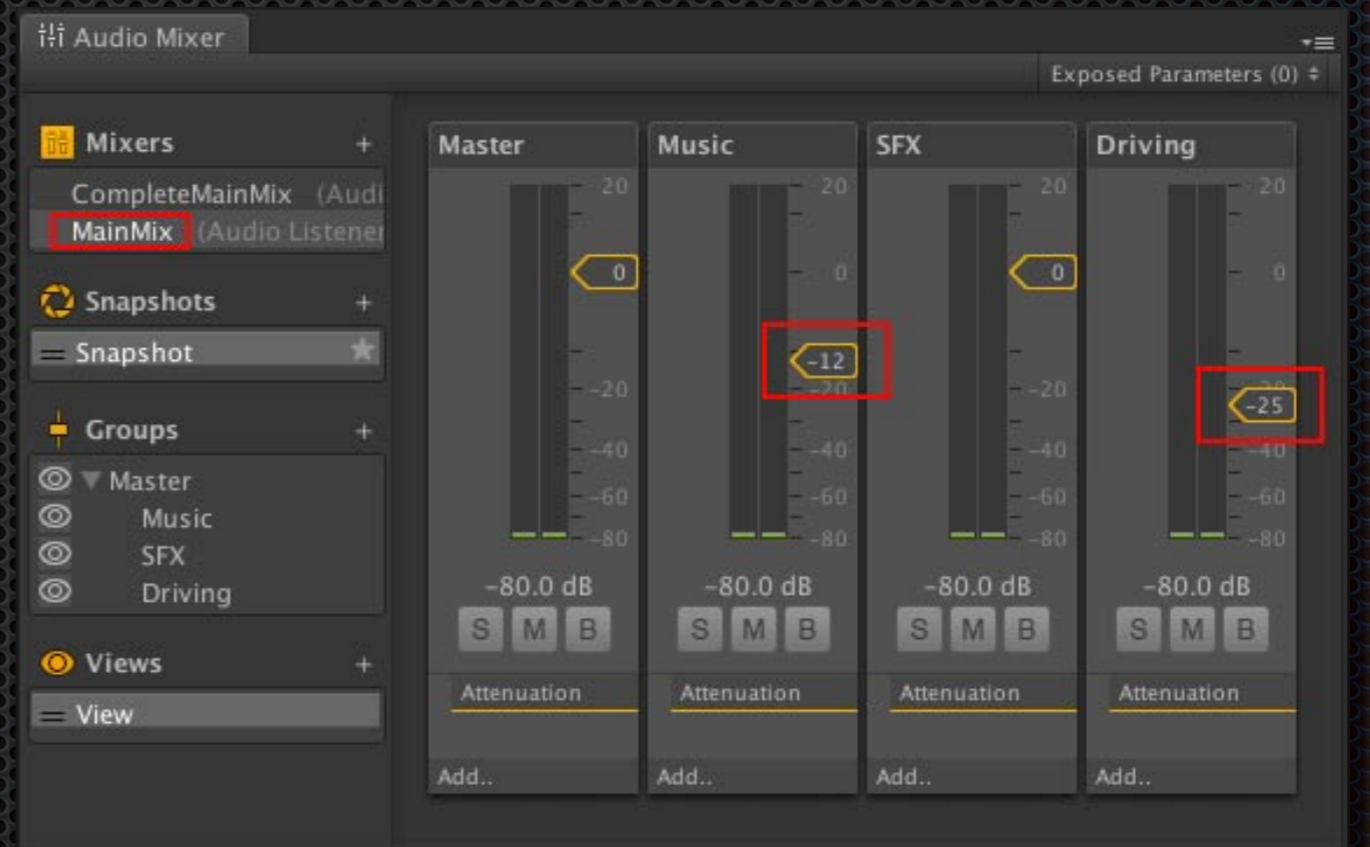 Audio Mixer
Exposed Parameters (0)
Mixers +
CompleteMainMix (Audi
MainMix (Audio Listener
Snapshots +
Snapshot
Groups +
Master
Music
SFX
Driving
Views +
View
Master
20
0
-20
-40
-60
-80
-80.0 dB
S M B
Attenuation
Add..
Music
20
0
-12
-20
-40
-60
-80
-80.0 dB
S M B
Attenuation
Add..
SFX
20
0
-20
-40
-60
-80
-80.0 dB
S M B
Attenuation
Add..
Driving
20
0
-20
-25
-40
-60
-80
-80.0 dB
S M B
Attenuation
Add..